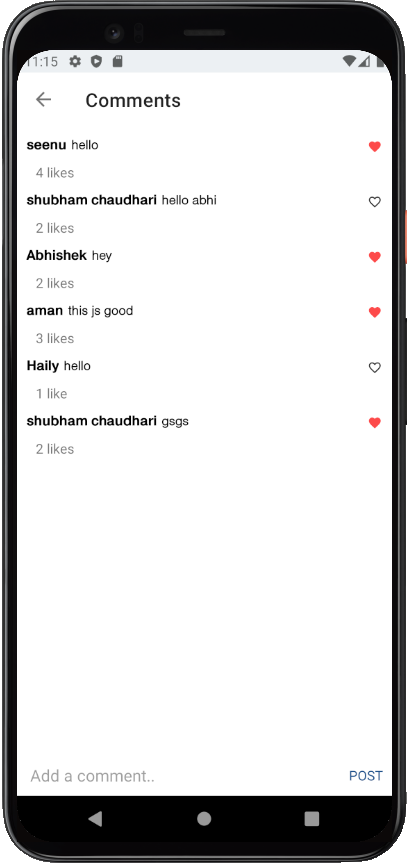 11:15
Comments
seenu hello
4 likes
shubham chaudhari hello abhi
2 likes
Abhishek hey
2 likes
aman this js good
3 likes
Haily hello
1 like
shubham chaudhari gsgs
2 likes
Add a comment.. POST